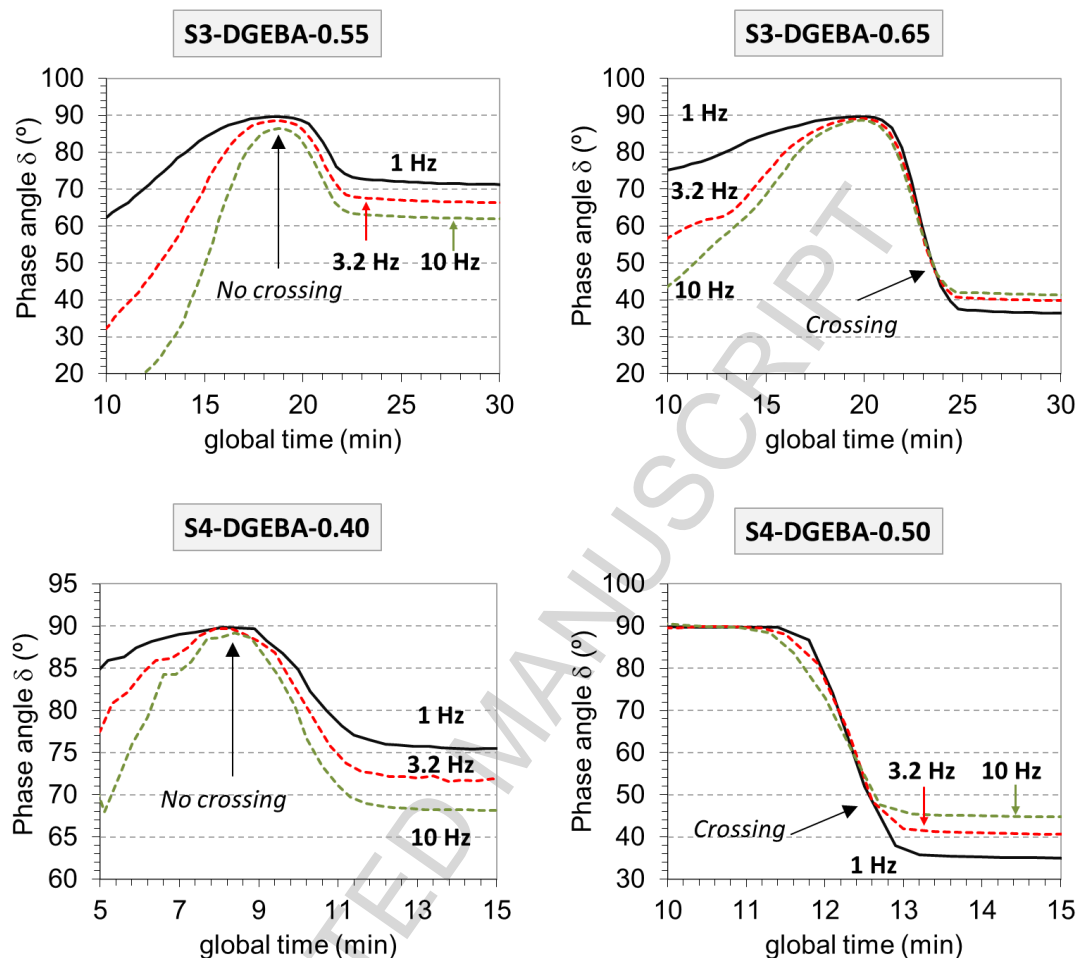 S3-DGEBA-0.55
Phase angle δ (º)
100
90
80
70
60
50
40
30
20
1 Hz
3.2 Hz
10 Hz
No crossing
10
15
20
25
30
global time (min)
S3-DGEBA-0.65
Phase angle δ (º)
100
90
80
70
60
50
40
30
20
1 Hz
3.2 Hz
10 Hz
Crossing
10
15
20
25
30
global time (min)
S4-DGEBA-0.40
Phase angle δ (º)
95
90
85
80
75
70
65
60
1 Hz
3.2 Hz
No crossing
10 Hz
5
7
9
11
13
15
global time (min)
S4-DGEBA-0.50
Phase angle δ (º)
100
90
80
70
60
50
40
30
3.2 Hz
10 Hz
Crossing
1 Hz
10
11
12
13
14
15
global time (min)
TED MANUSCRIPT